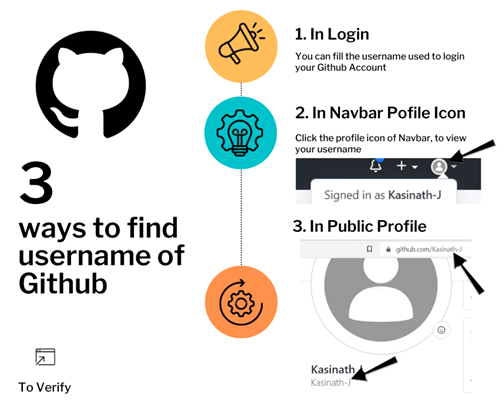 3
ways to find
username of
Github
To Verify
1. In Login
You can fill the username used to login
your Github Account
2. In Navbar Pofile Icon
Click the profile icon of Navbar, to view
your username
Signed in as Kasinath-J
3. In Public Profile
github.com/Kasinath-J
Kasinath J
Kasinath-J